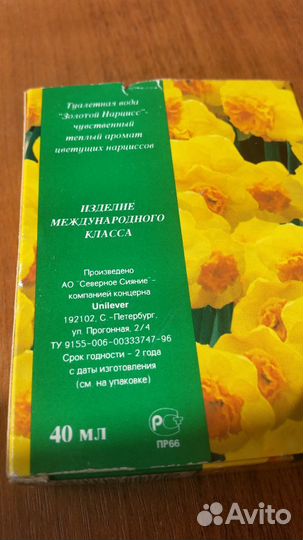 Туалетная вода
"Золотой Нарцисс"-
чувственный
теплый аромат
цветущих нарциссов
ИЗДЕЛИЕ
МЕЖДУНАРОДНОГО
КЛАССА
Произведено
АО "Северное Сияние"-
компанией концерна
Unilever
192102, С.-Петербург,
ул. Прогонная, 2/4
ТУ 9155-006-00333747-96
Срок годности - 2 года
с даты изготовления
(см. на упаковке)
40 мл
РСТ
ПР66
Avito